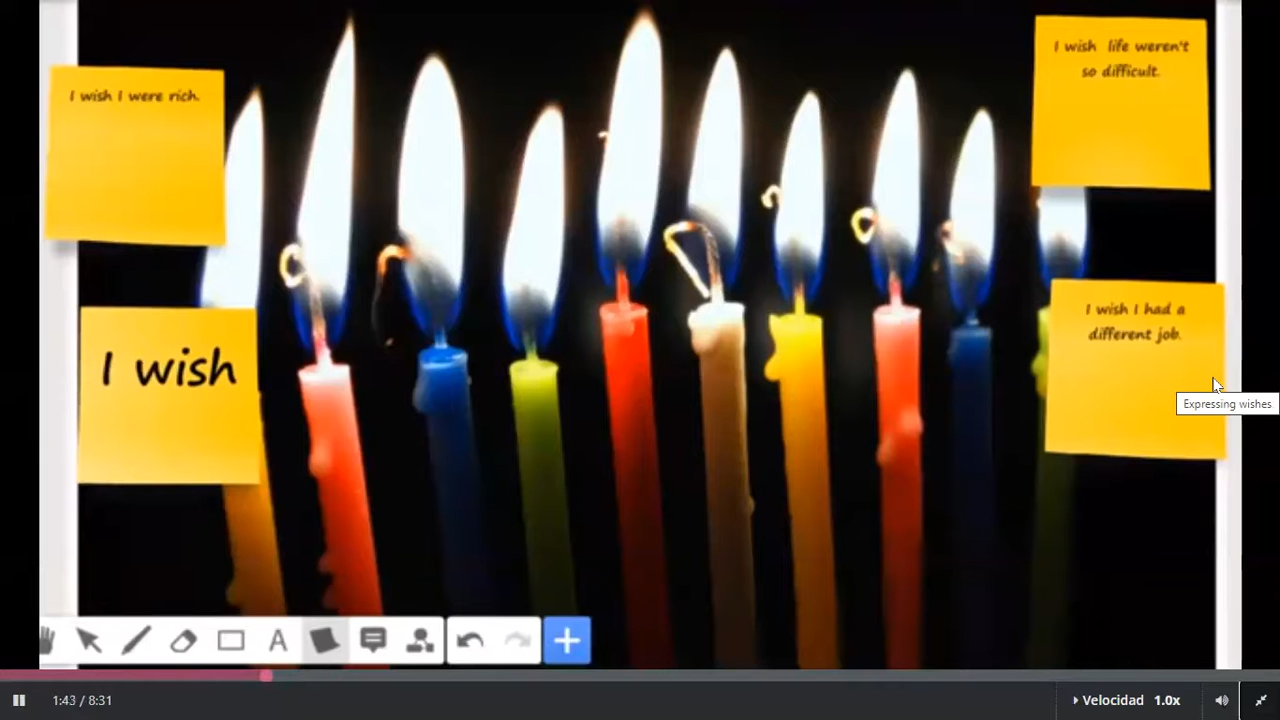 I wish I were rich.
I wish life weren't
so difficult.
I wish
I wish I had a
different job.
Expressing wishes
A
1:43 / 8:31
Velocidad 1.0x